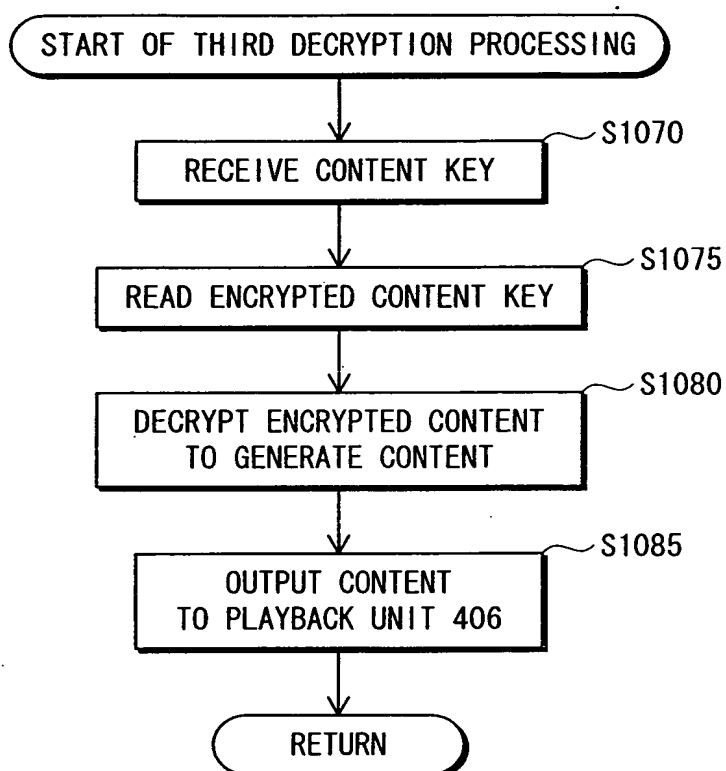 START OF THIRD DECRYPTION PROCESSING
S1070
RECEIVE CONTENT KEY
S1075
READ ENCRYPTED CONTENT KEY
S1080
DECRYPT ENCRYPTED CONTENT
TO GENERATE CONTENT
S1085
OUTPUT CONTENT
TO PLAYBACK UNIT 406
RETURN